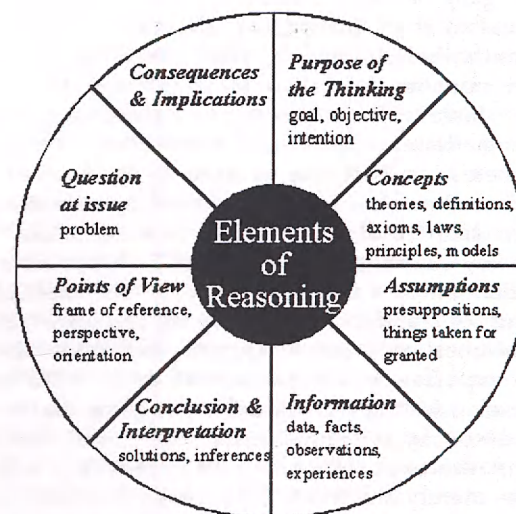 Consequences
& Implications
Purpose of
the Thinking
goal, objective,
intention
Concepts
theories, definitions,
axioms, laws,
principles, models
Assumptions
presuppositions,
things taken for
granted
Information
data, facts,
observations,
experiences
Conclusion &
Interpretation
solutions, inferences
Points of View
frame of reference,
perspective,
orientation
Question
at issue
problem
Elements
of
Reasoning